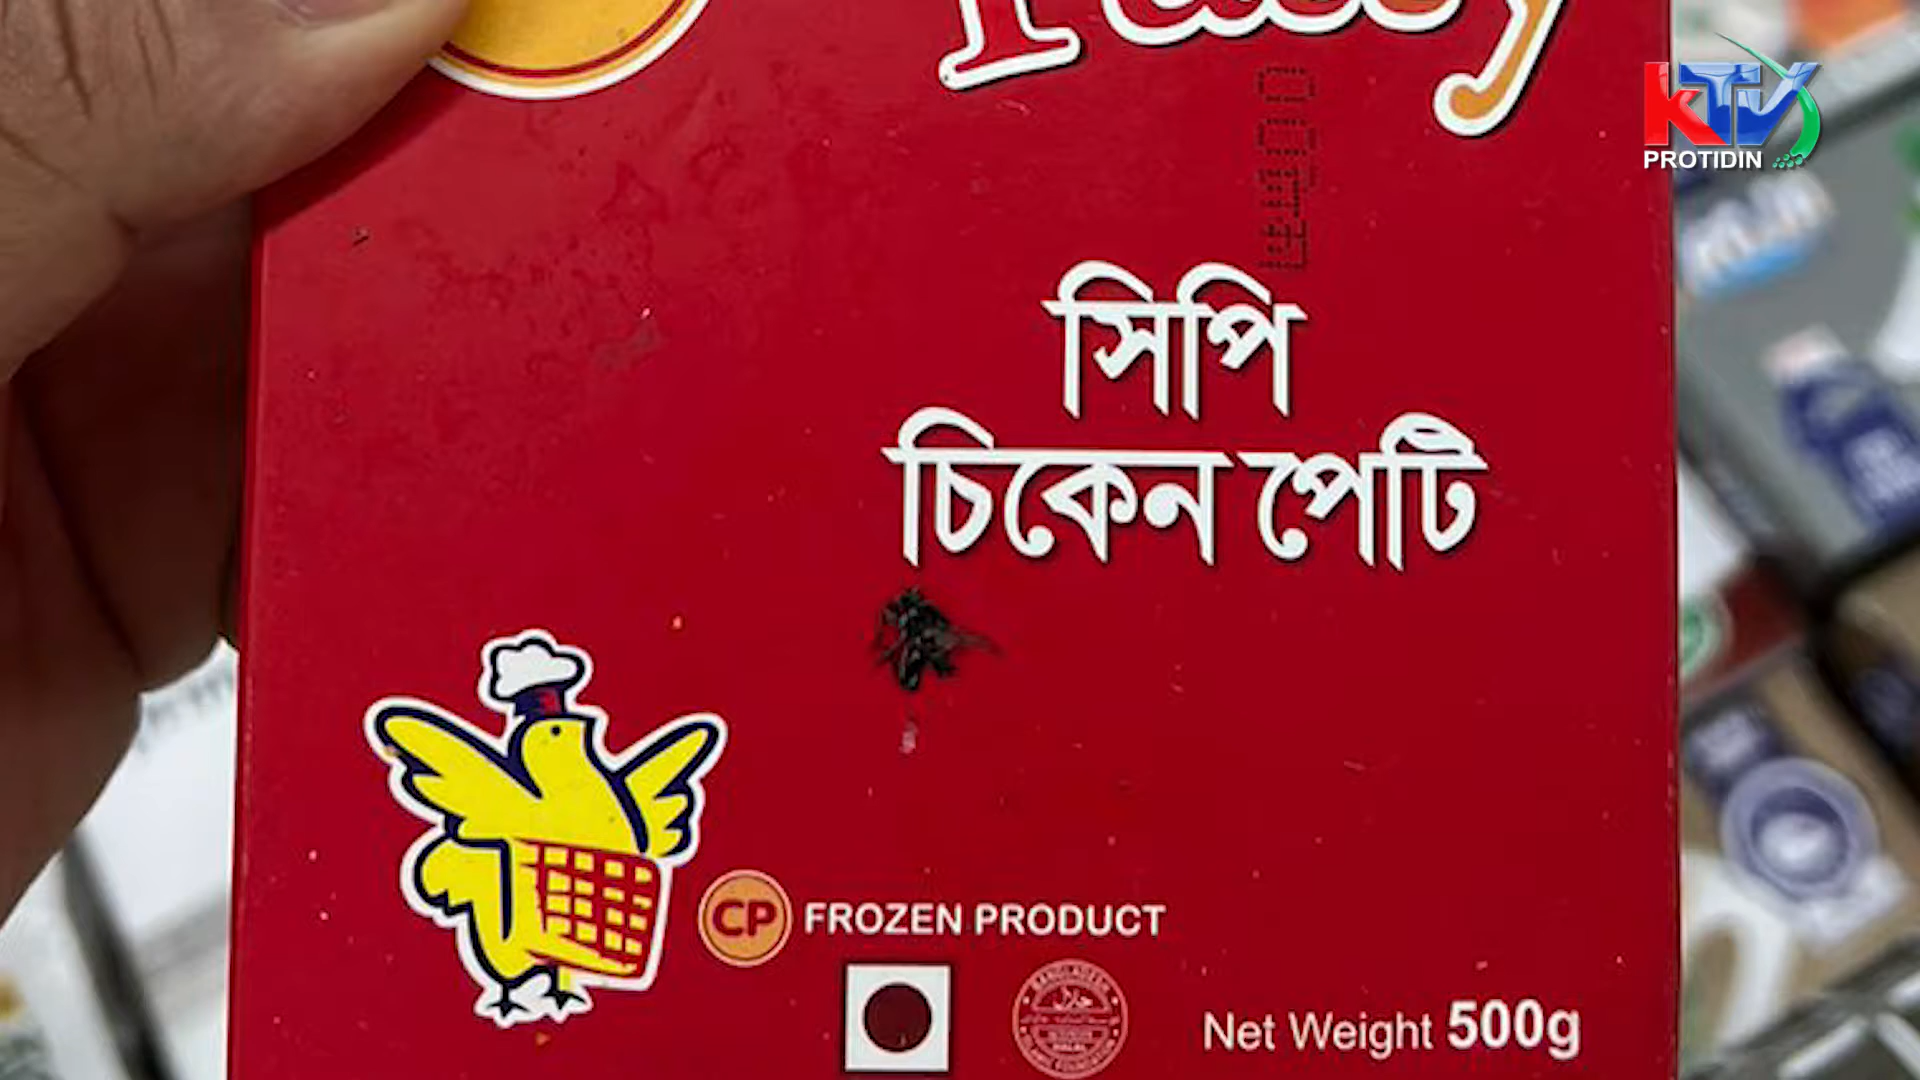 KTV
PROTIDIN
সিপি
চিকেন পেটি
CP FROZEN PRODUCT
Net Weight 500g